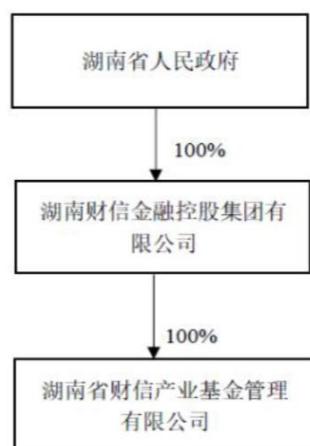 湖南省人民政府
100%
湖南财信金融控股集团有
限公司
100%
湖南省财信产业基金管理
有限公司